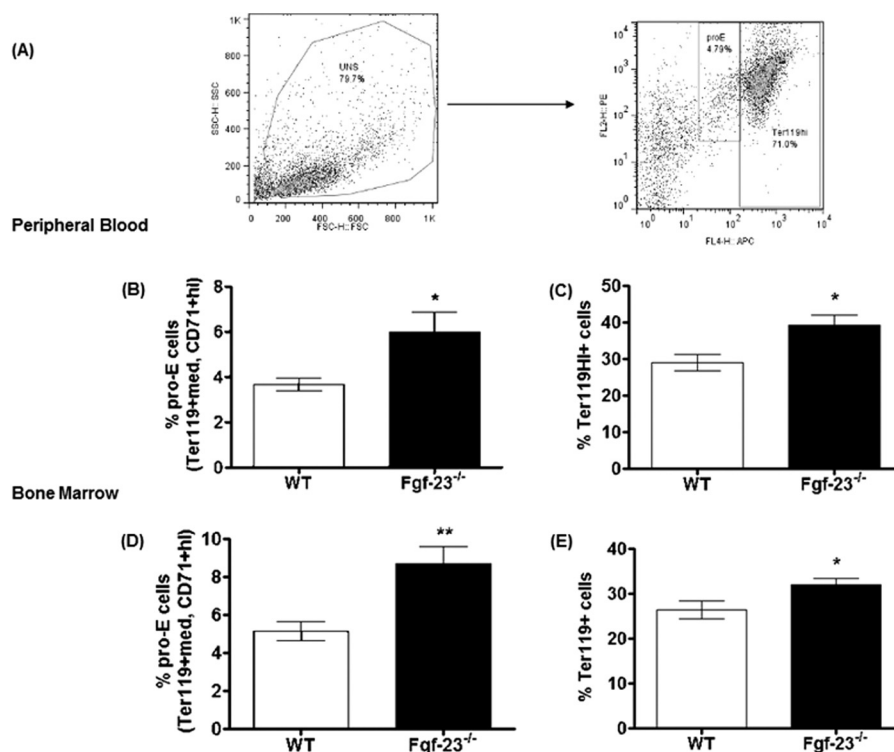 (A)
1K
800
600
400
200
0
SSC-H::SSC
UNS
79.7%
0 200 400 600 800 1K
FSC-H::FSC
10^4
10^3
10^2
10^1
10^0
FL2-H::PE
proE
4.79%
Ter119hi
71.0%
10^0 10^1 10^2 10^3 10^4
FL4-H::APC
Peripheral Blood
(B)
% pro-E cells
(Ter119+med, CD71+hI)
8
6
4
2
0
*
WT Fgf-23-/-
(C)
% Ter119HI+ cells
50
40
30
20
10
0
*
WT Fgf-23-/-
Bone Marrow
(D)
% pro-E cells
(Ter119+med, CD71+hI)
10
8
6
4
2
0
**
WT Fgf-23-/-
(E)
% Ter119+ cells
40
30
20
10
0
*
WT Fgf-23-/-